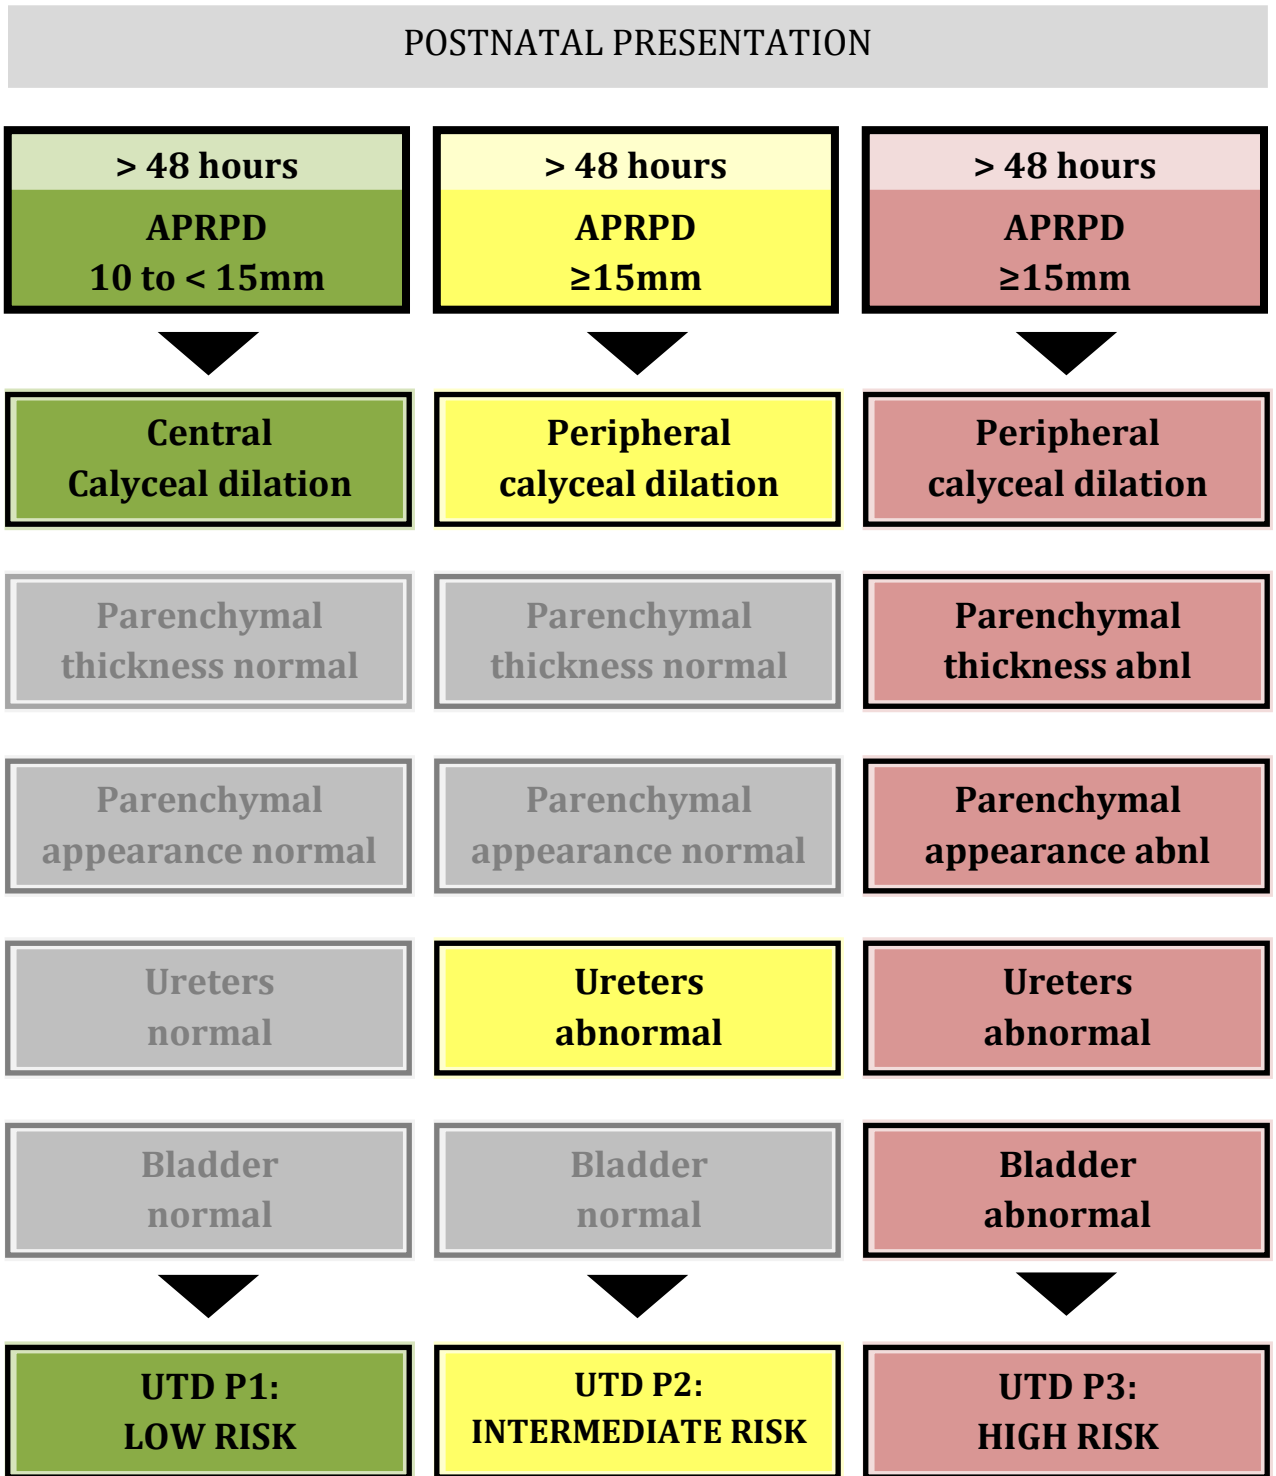 POSTNATAL PRESENTATION
> 48 hours
APRPD
10 to < 15mm
> 48 hours
APRPD
≥15mm
> 48 hours
APRPD
≥15mm
Central
Calyceal dilation
Peripheral
calyceal dilation
Peripheral
calyceal dilation
Parenchymal
thickness normal
Parenchymal
thickness normal
Parenchymal
thickness abnl
Parenchymal
appearance normal
Parenchymal
appearance normal
Parenchymal
appearance abnl
Ureters
normal
Ureters
abnormal
Ureters
abnormal
Bladder
normal
Bladder
normal
Bladder
abnormal
UTD P1:
LOW RISK
UTD P2:
INTERMEDIATE RISK
UTD P3:
HIGH RISK